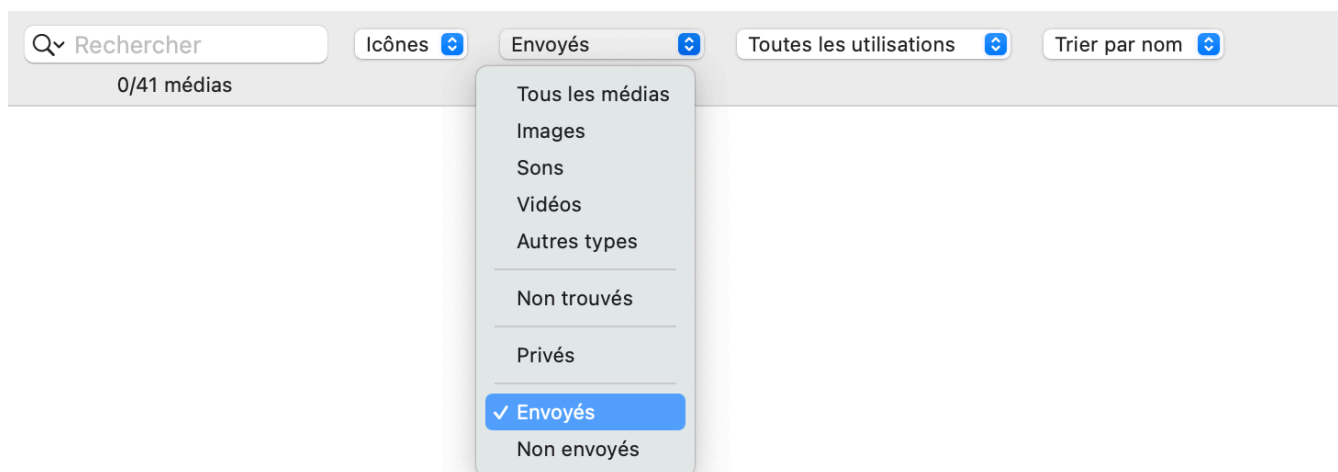 Rechercher
Icônes
Envoyés
Toutes les utilisations
Trier par nom
0/41 médias
Tous les médias
Images
Sons
Vidéos
Autres types
Non trouvés
Privés
Envoyés
Non envoyés